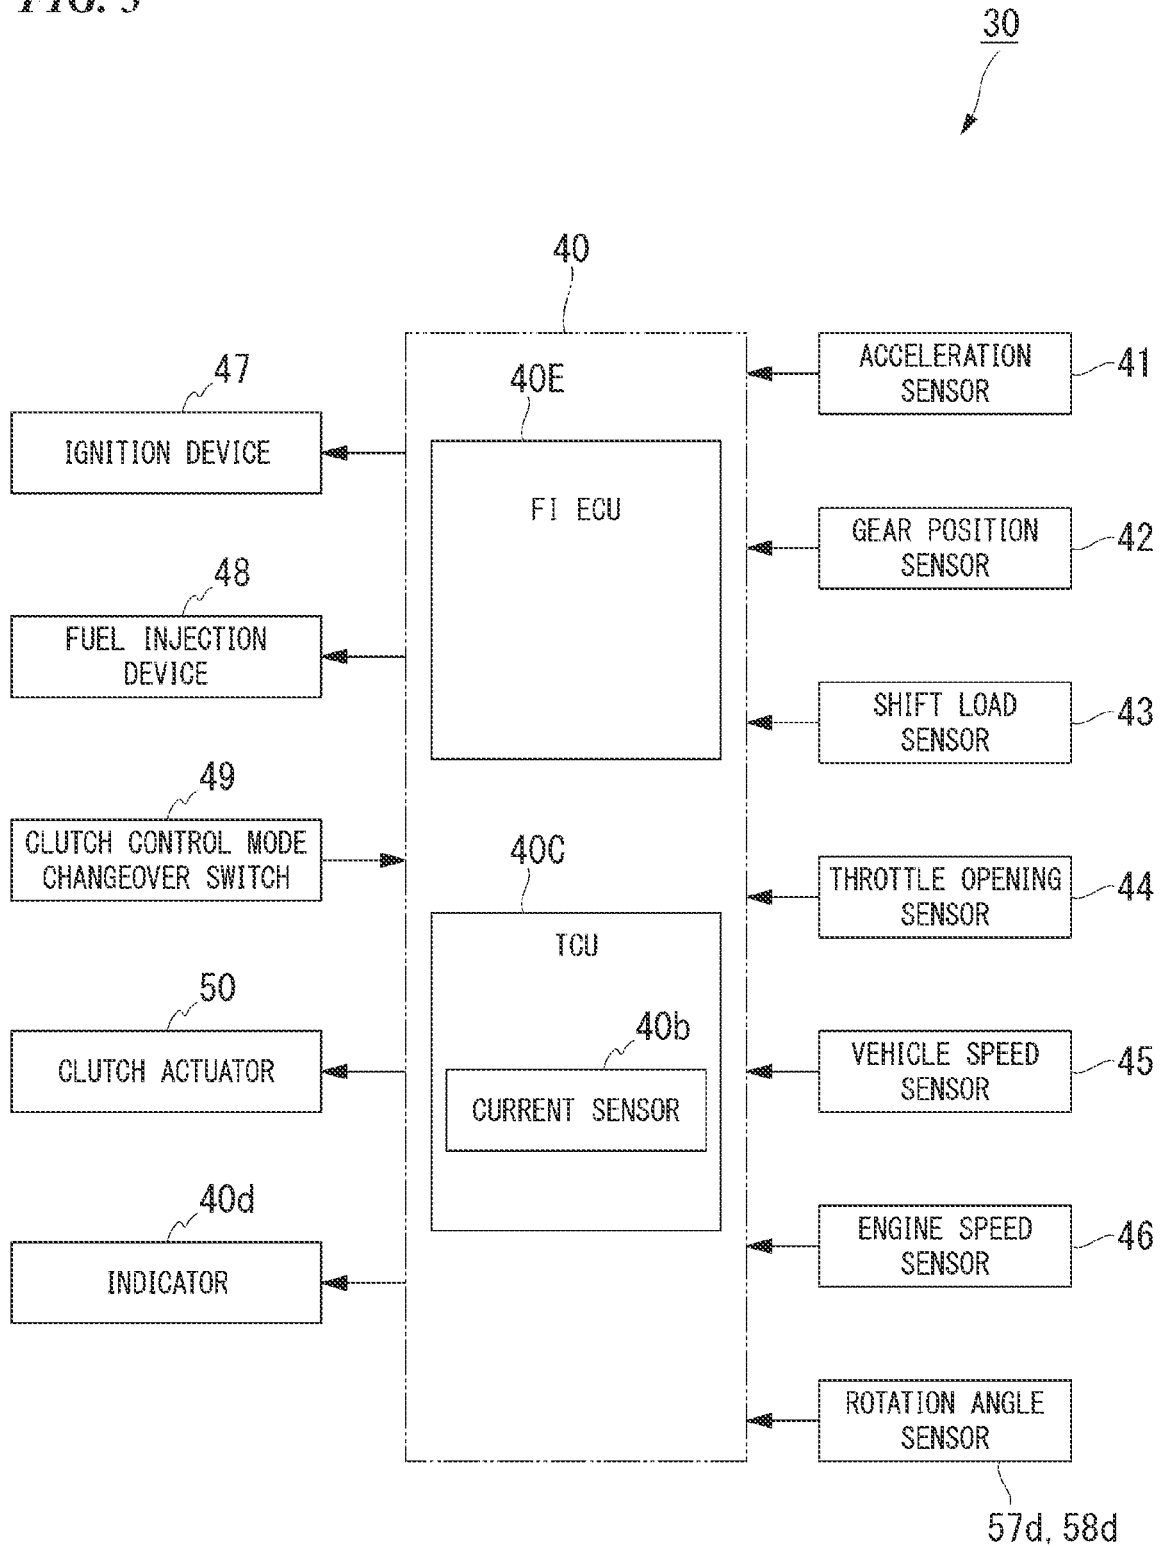 30
40
47
IGNITION DEVICE
48
FUEL INJECTION
DEVICE
49
CLUTCH CONTROL MODE
CHANGEOVER SWITCH
50
CLUTCH ACTUATOR
40d
INDICATOR
40E
FI ECU
40C
TCU
40b
CURRENT SENSOR
ACCELERATION
SENSOR
41
GEAR POSITION
SENSOR
42
SHIFT LOAD
SENSOR
43
THROTTLE OPENING
SENSOR
44
VEHICLE SPEED
SENSOR
45
ENGINE SPEED
SENSOR
46
ROTATION ANGLE
SENSOR
57d, 58d